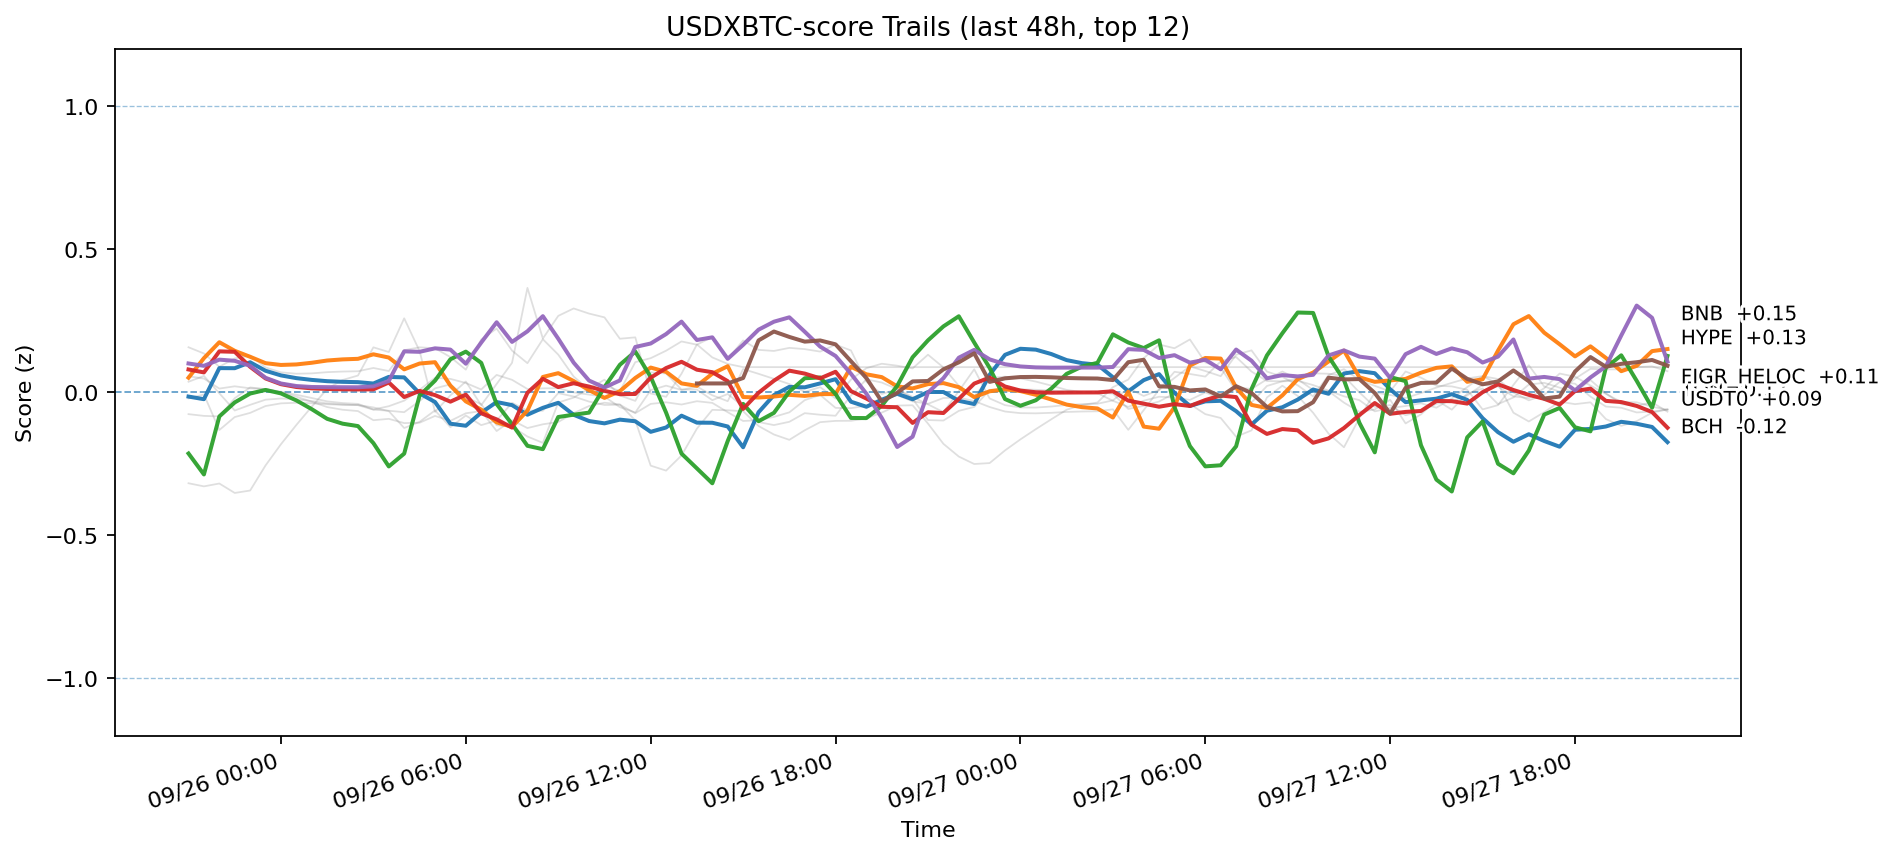 USDXBTC-score Trails (last 48h, top 12)
Score (z)
1.0
0.5
0.0
−0.5
−1.0
BNB +0.15
HYPE +0.13
FIGR_HELOC +0.11
USDT0 +0.09
BCH -0.12
09/26 00:00
09/26 06:00
09/26 12:00
09/26 18:00
09/27 00:00
09/27 06:00
09/27 12:00
09/27 18:00
Time